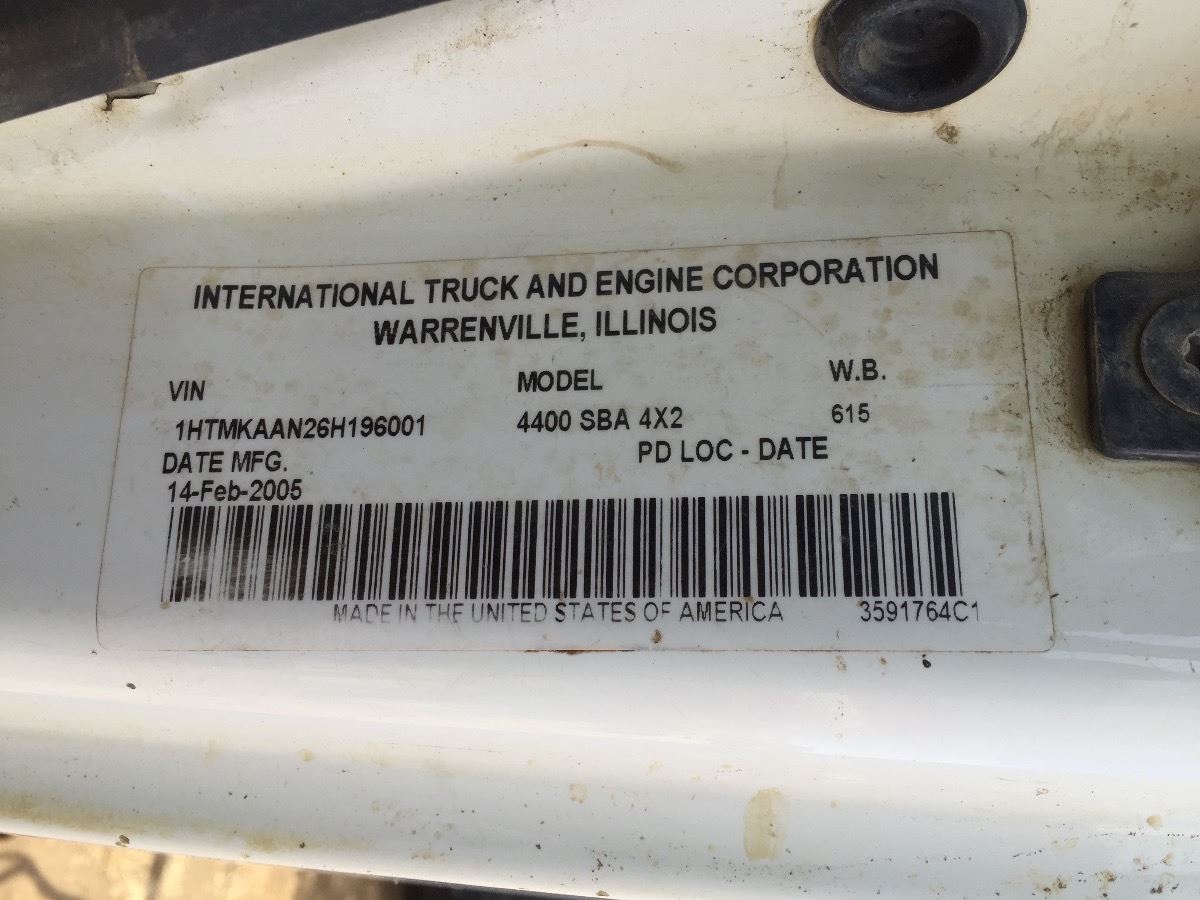 INTERNATIONAL TRUCK AND ENGINE CORPORATION
WARRENVILLE, ILLINOIS
VIN MODEL W.B.
1HTMKAAN26H196001 4400 SBA 4X2 615
DATE MFG. PD LOC - DATE
14-Feb-2005
MADE IN THE UNITED STATES OF AMERICA 3591764C1